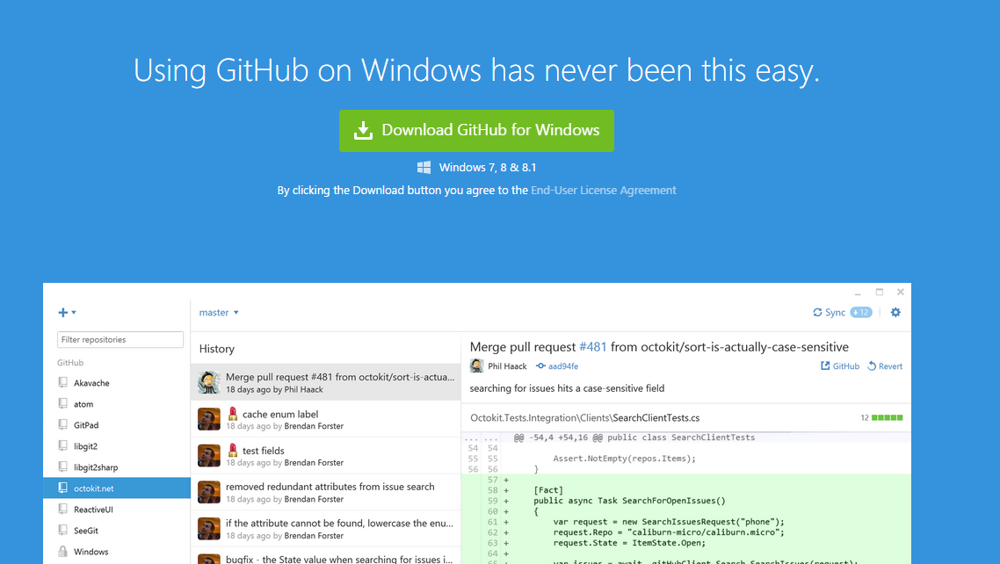 Using GitHub on Windows has never been this easy.
Download GitHub for Windows
Windows 7, 8 & 8.1
By clicking the Download button you agree to the End-User License Agreement
master
Sync 12
Filter repositories
GitHub
Akavache
atom
GitPad
libgit2
libgit2sharp
octokit.net
ReactiveUI
SeeGit
Windows
History
Merge pull request #481 from octokit/sort-is-actua...
18 days ago by Phil Haack
cache enum label
18 days ago by Brendan Forster
test fields
18 days ago by Brendan Forster
removed redundant attributes from issue search
18 days ago by Brendan Forster
if the attribute cannot be found, lowercase the enu...
18 days ago by Brendan Forster
bugfix - the State value when searching for issues i...
Merge pull request #481 from octokit/sort-is-actually-case-sensitive
Phil Haack aad94fe GitHub Revert
searching for issues hits a case-sensitive field
Octokit.Tests.Integration\Clients\SearchClientTests.cs 12
... ... @@ -54,4 +54,16 @@ public class SearchClientTests
54 54
55 55 Assert.NotEmpty(repos.Items);
56 56 }
57 +
58 + [Fact]
59 + public async Task SearchForOpenIssues()
60 + {
61 + var request = new SearchIssuesRequest("phone");
62 + request.Repo = "caliburn-micro/caliburn.micro";
63 + request.State = ItemState.Open;
64 +
65 var issues = await gitHubClient.Search.SearchIssues(request);